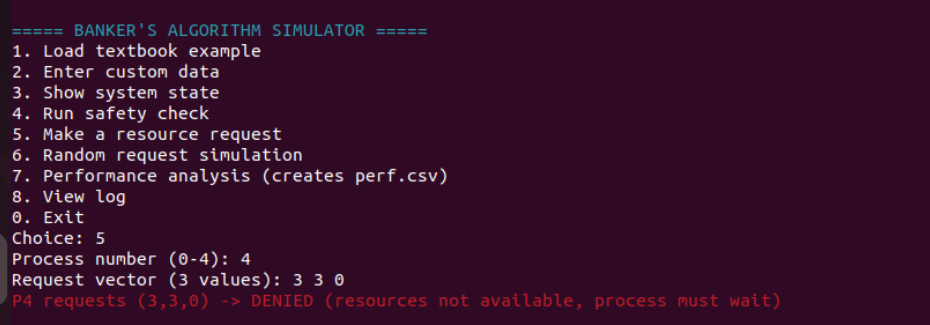 ===== BANKER'S ALGORITHM SIMULATOR =====
1. Load textbook example
2. Enter custom data
3. Show system state
4. Run safety check
5. Make a resource request
6. Random request simulation
7. Performance analysis (creates perf.csv)
8. View log
0. Exit
Choice: 5
Process number (0-4): 4
Request vector (3 values): 3 3 0
P4 requests (3,3,0) -> DENIED (resources not available, process must wait)